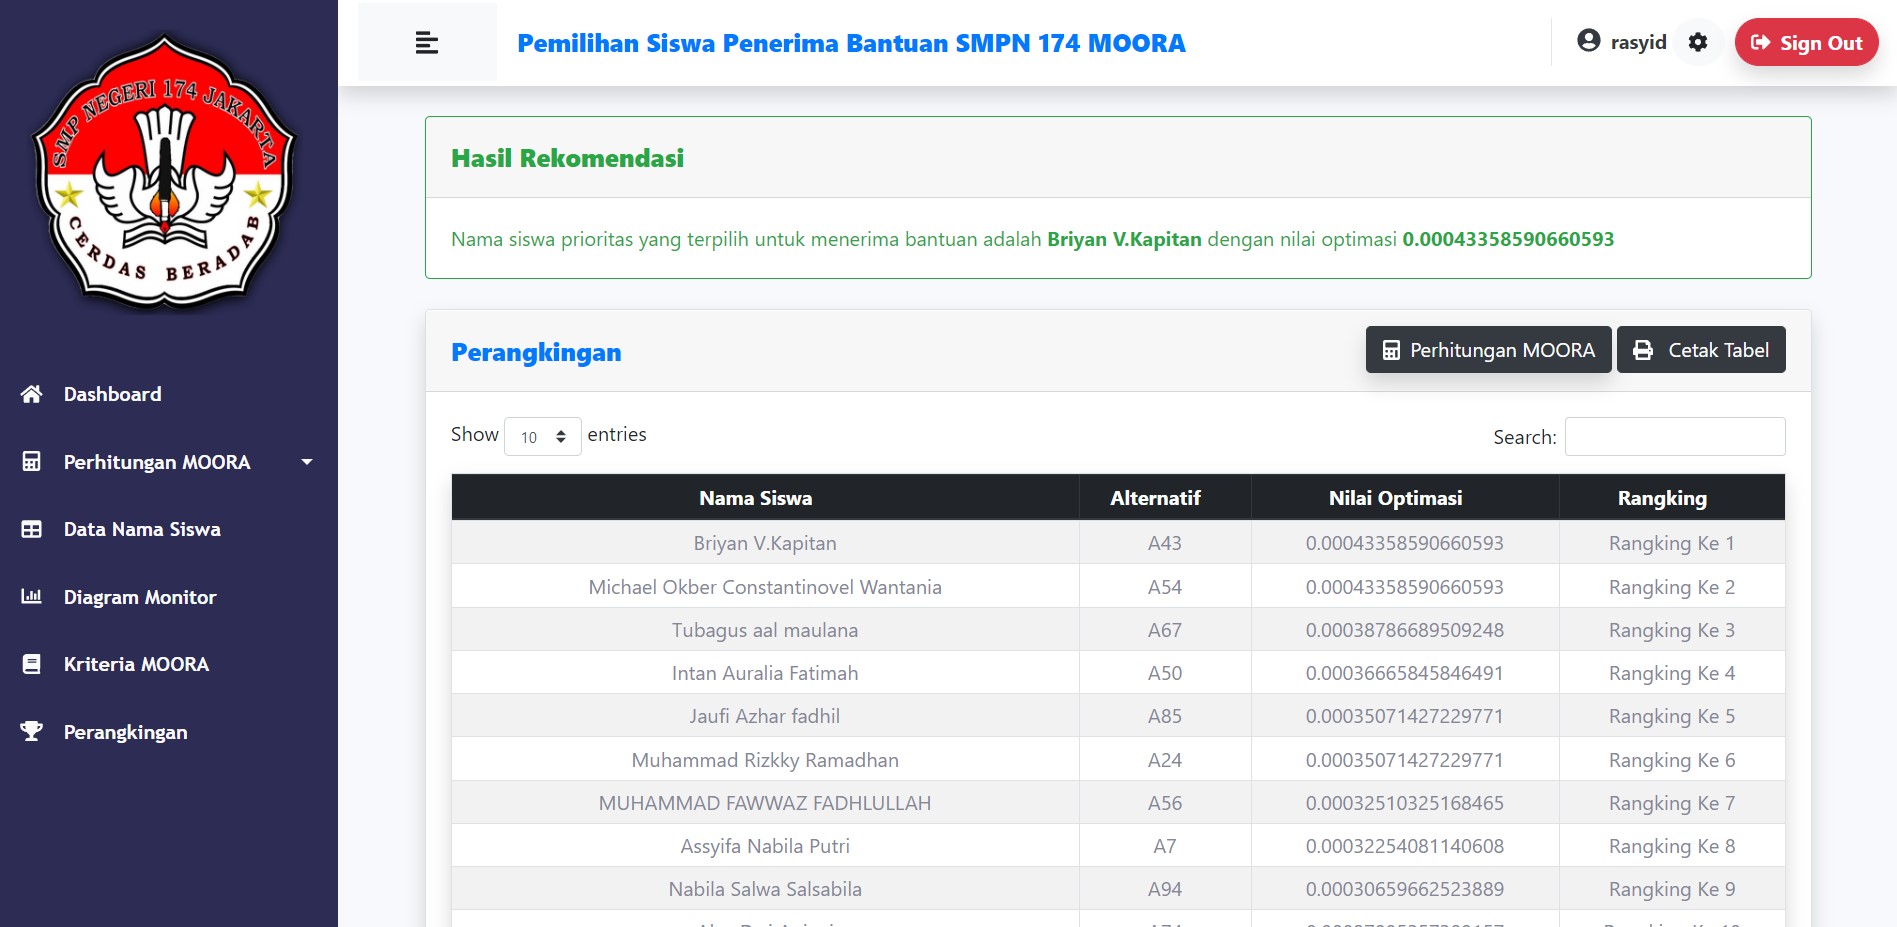 SMP NEGERI 174 JAKARTA
CERDAS BERADAB
Dashboard
Perhitungan MOORA
Data Nama Siswa
Diagram Monitor
Kriteria MOORA
Perangkingan
Pemilihan Siswa Penerima Bantuan SMPN 174 MOORA
rasyid
Sign Out
Hasil Rekomendasi
Nama siswa prioritas yang terpilih untuk menerima bantuan adalah Briyan V.Kapitan dengan nilai optimasi 0.00043358590660593
Perangkingan
Perhitungan MOORA
Cetak Tabel
Show 10 entries
Search:
Nama Siswa Alternatif Nilai Optimasi Rangking
Briyan V.Kapitan A43 0.00043358590660593 Rangking Ke 1
Michael Okber Constantinovel Wantania A54 0.00043358590660593 Rangking Ke 2
Tubagus aal maulana A67 0.00038786689509248 Rangking Ke 3
Intan Auralia Fatimah A50 0.00036665845846491 Rangking Ke 4
Jaufi Azhar fadhil A85 0.00035071427229771 Rangking Ke 5
Muhammad Rizkky Ramadhan A24 0.00035071427229771 Rangking Ke 6
MUHAMMAD FAWWAZ FADHLULLAH A56 0.00032510325168465 Rangking Ke 7
Assyifa Nabila Putri A7 0.00032254081140608 Rangking Ke 8
Nabila Salwa Salsabila A94 0.00030659662523889 Rangking Ke 9